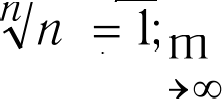 ⁿ√n = 1; m
→∞